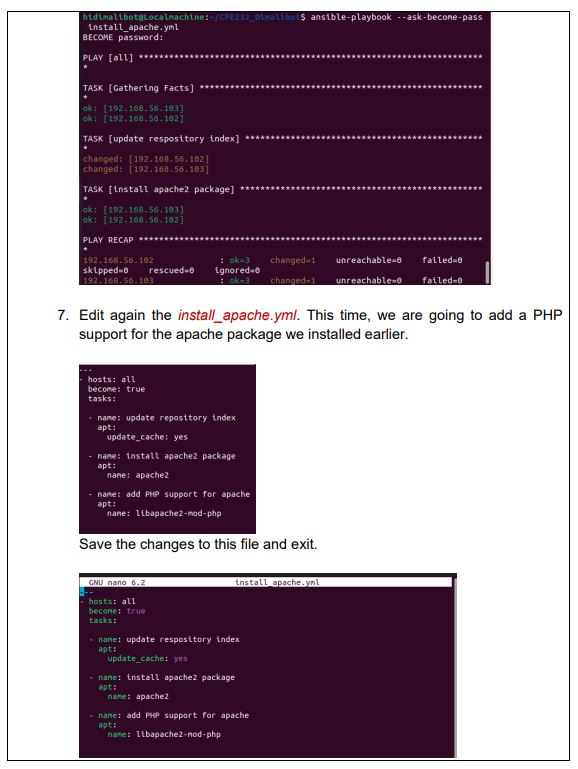 hidimalibot@Localmachine:~/CPE232_Dimalibot$ ansible-playbook --ask-become-pass
install_apache.yml
BECOME password:
PLAY [all] *********************************************************************
*
TASK [Gathering Facts] *********************************************************
*
ok: [192.168.56.103]
ok: [192.168.56.102]
TASK [update respository index] ************************************************
*
changed: [192.168.56.102]
changed: [192.168.56.103]
TASK [install apache2 package] *************************************************
*
ok: [192.168.56.103]
ok: [192.168.56.102]
PLAY RECAP *********************************************************************
*
192.168.56.102 : ok=3 changed=1 unreachable=0 failed=0
skipped=0 rescued=0 ignored=0
192.168.56.103 : ok=3 changed=1 unreachable=0 failed=0
7. Edit again the install_apache.yml. This time, we are going to add a PHP
support for the apache package we installed earlier.
---
- hosts: all
become: true
tasks:
- name: update repository index
apt:
update_cache: yes
- name: install apache2 package
apt:
name: apache2
- name: add PHP support for apache
apt:
name: libapache2-mod-php
Save the changes to this file and exit.
GNU nano 6.2 install_apache.yml
---
- hosts: all
become: true
tasks:
- name: update respository index
apt:
update_cache: yes
- name: install apache2 package
apt:
name: apache2
- name: add PHP support for apache
apt:
name: libapache2-mod-php